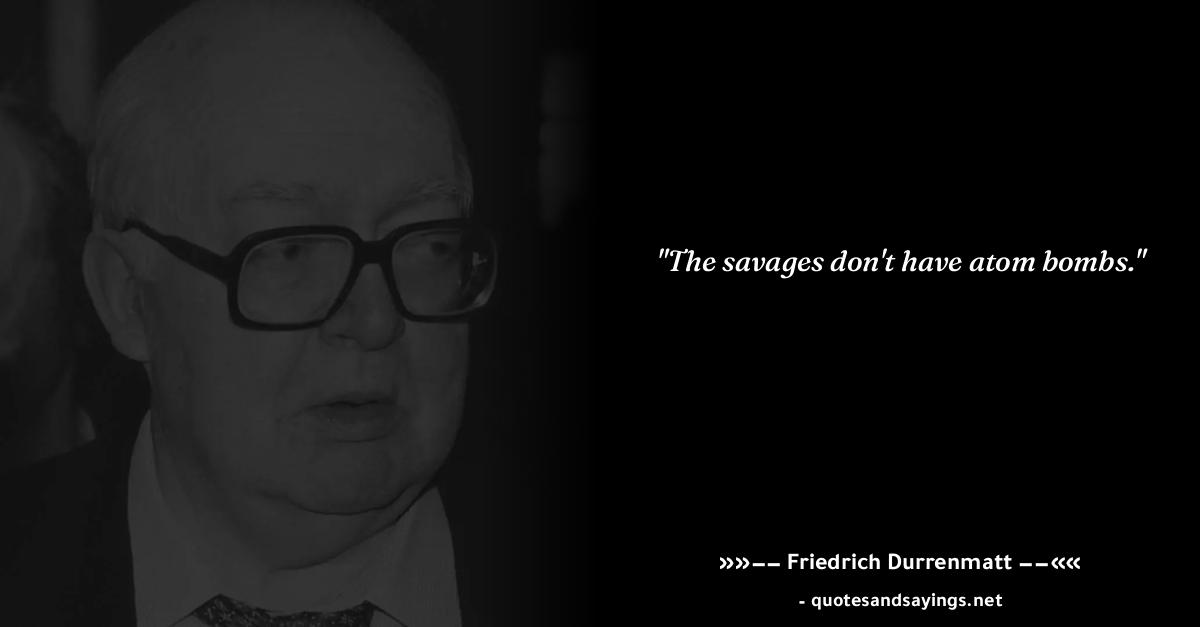 "The savages don't have atom bombs."
»»−− Friedrich Durrenmatt −−««
- quotesandsayings.net